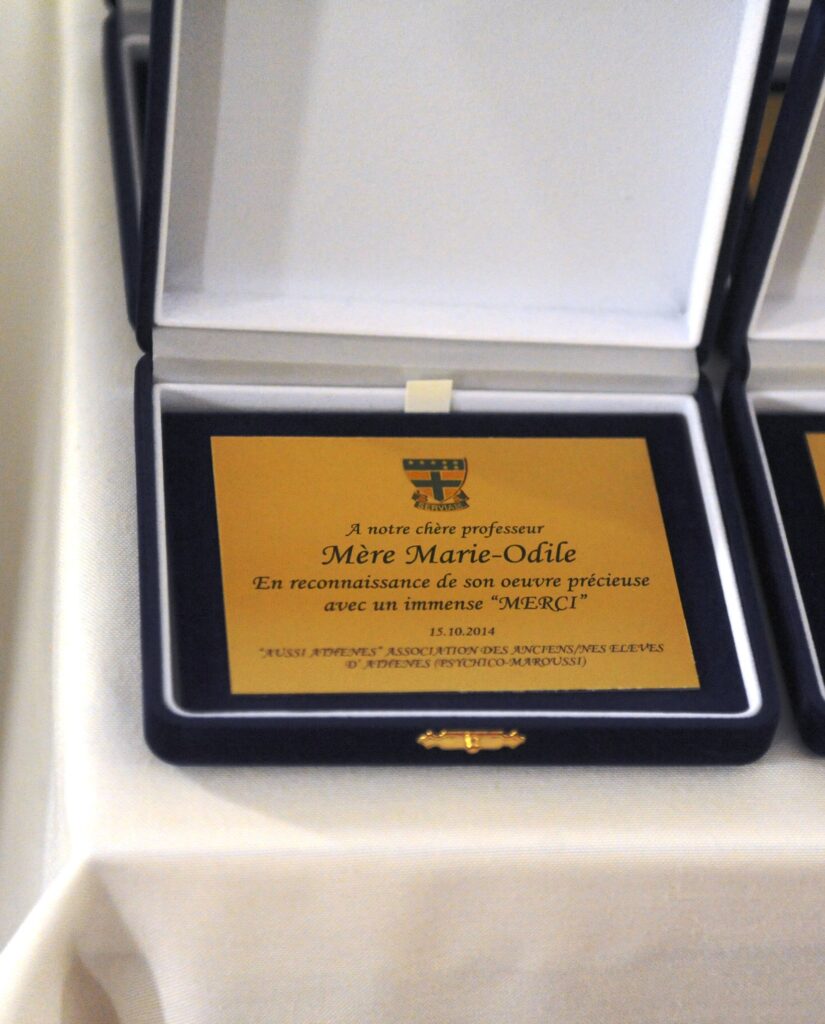 SERVIAM
A notre chère professeur
Mère Marie-Odile
En reconnaissance de son oeuvre précieuse
avec un immense “MERCI”
15.10.2014
“AUSSI ATHENES” ASSOCIATION DES ANCIENS/NES ELEVES
D' ATHENES (PSYCHICO-MAROUSSI)